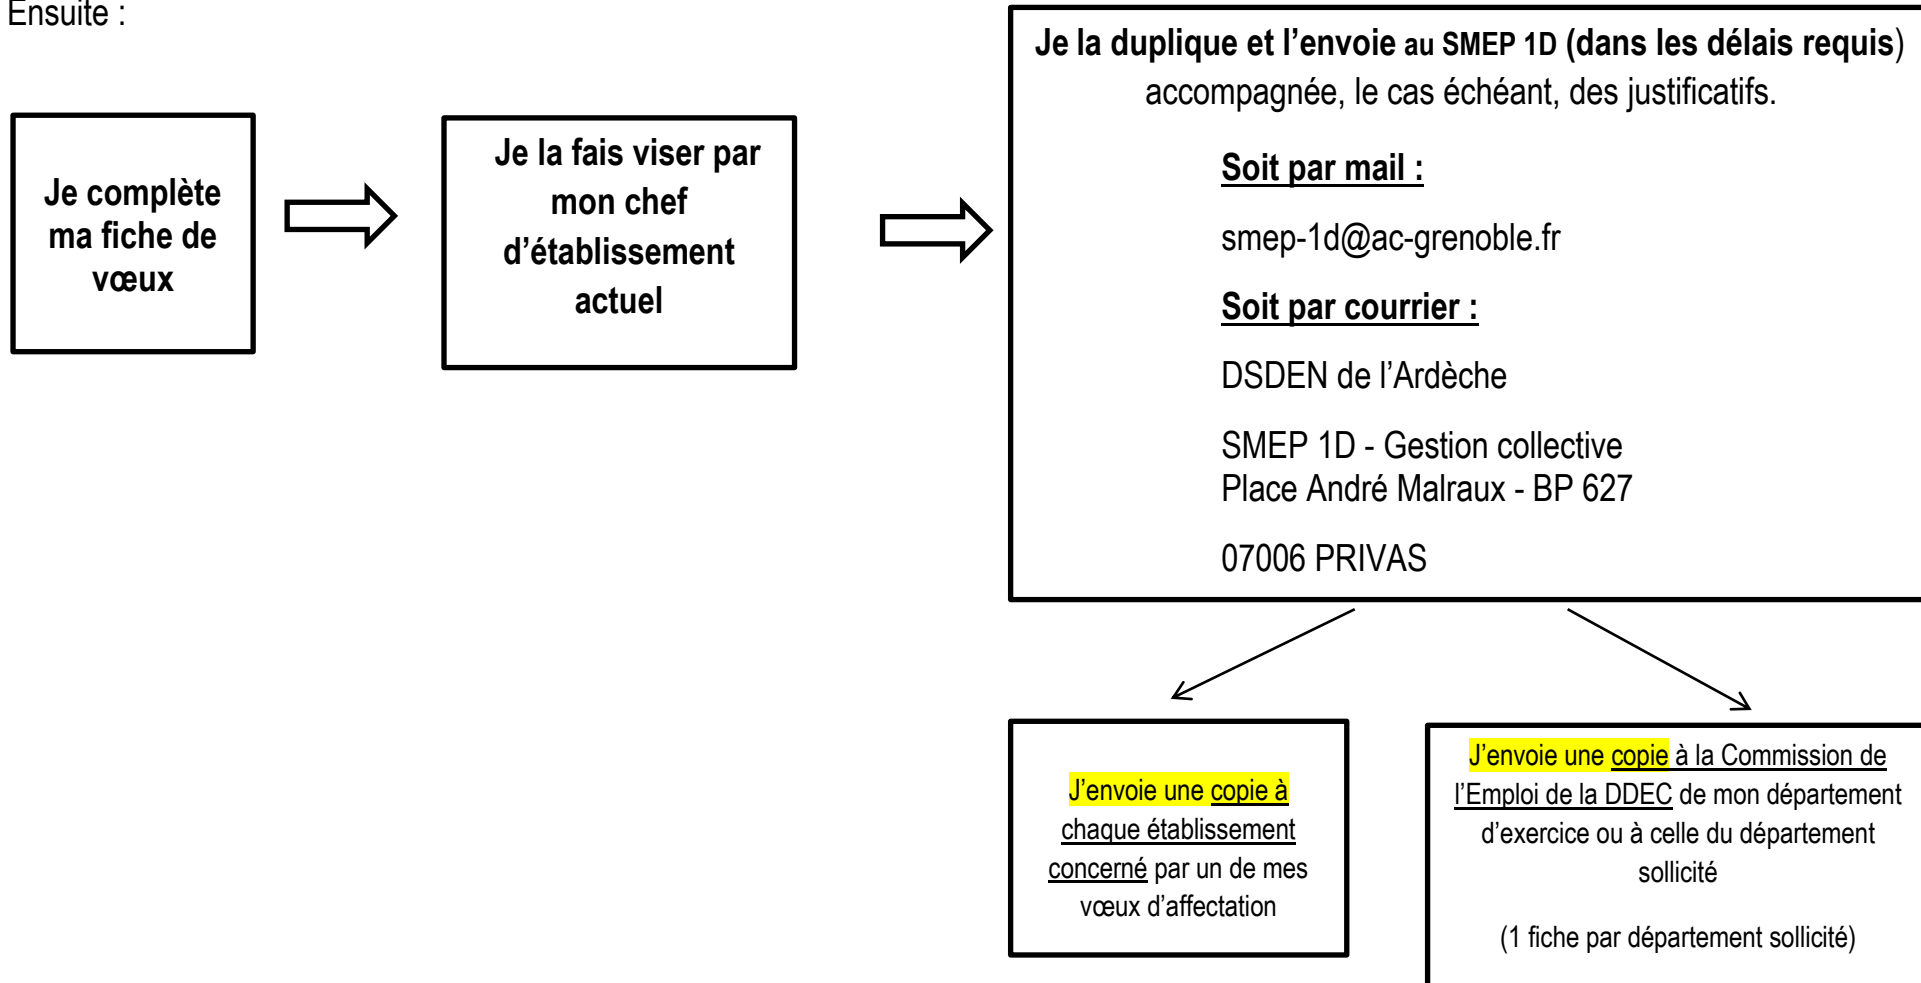 Ensuite :
Je complète
ma fiche de
vœux
Je la fais viser par
mon chef
d’établissement
actuel
Je la duplique et l’envoie au SMEP 1D (dans les délais requis)
accompagnée, le cas échéant, des justificatifs.
Soit par mail :
smep-1d@ac-grenoble.fr
Soit par courrier :
DSDEN de l’Ardèche
SMEP 1D - Gestion collective
Place André Malraux - BP 627
07006 PRIVAS
J’envoie une copie à
chaque établissement
concerné par un de mes
vœux d’affectation
J’envoie une copie à la Commission de
l’Emploi de la DDEC de mon département
d’exercice ou à celle du département
sollicité
(1 fiche par département sollicité)